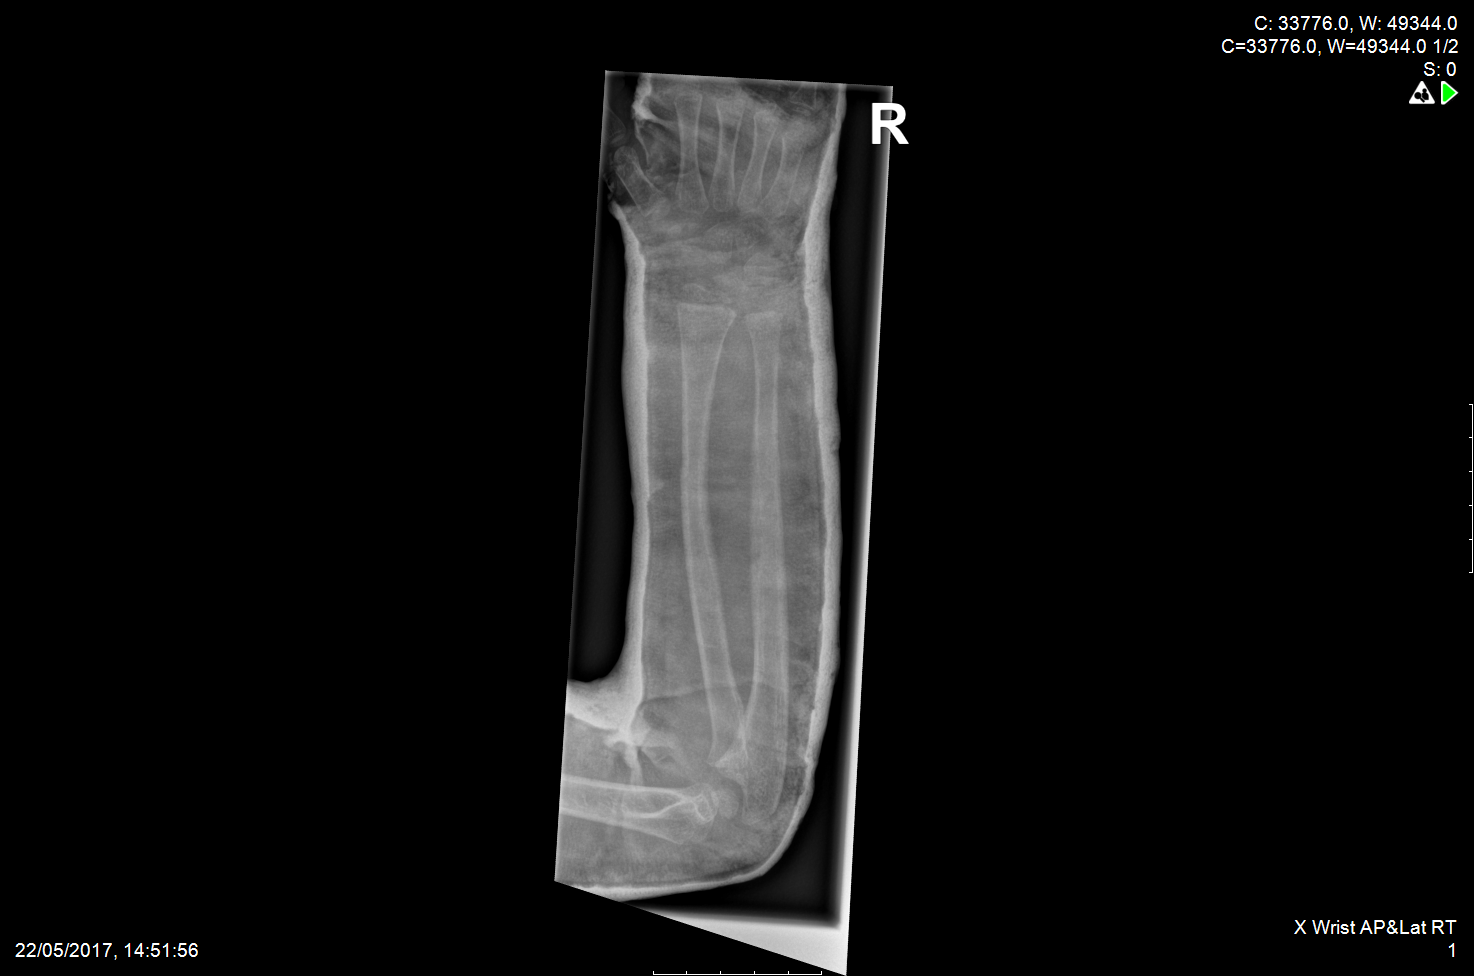 C: 33776.0, W: 49344.0
C=33776.0, W=49344.0 1/2
S: 0
R
X Wrist AP&Lat RT
22/05/2017, 14:51:56
1